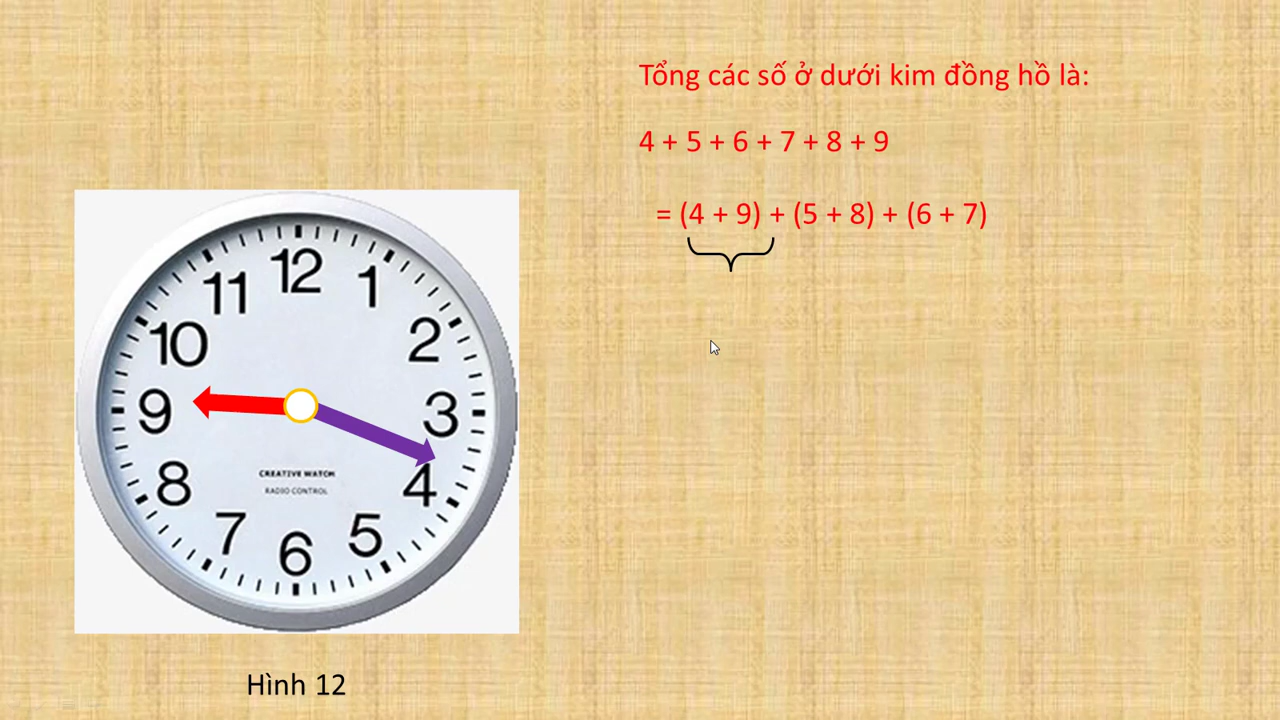 Tổng các số ở dưới kim đồng hồ là:
4 + 5 + 6 + 7 + 8 + 9
= (4 + 9) + (5 + 8) + (6 + 7)
12
11
1
10
2
9
3
8
4
7
5
6
CREATIVE WATCH
RADIO CONTROL
Hình 12